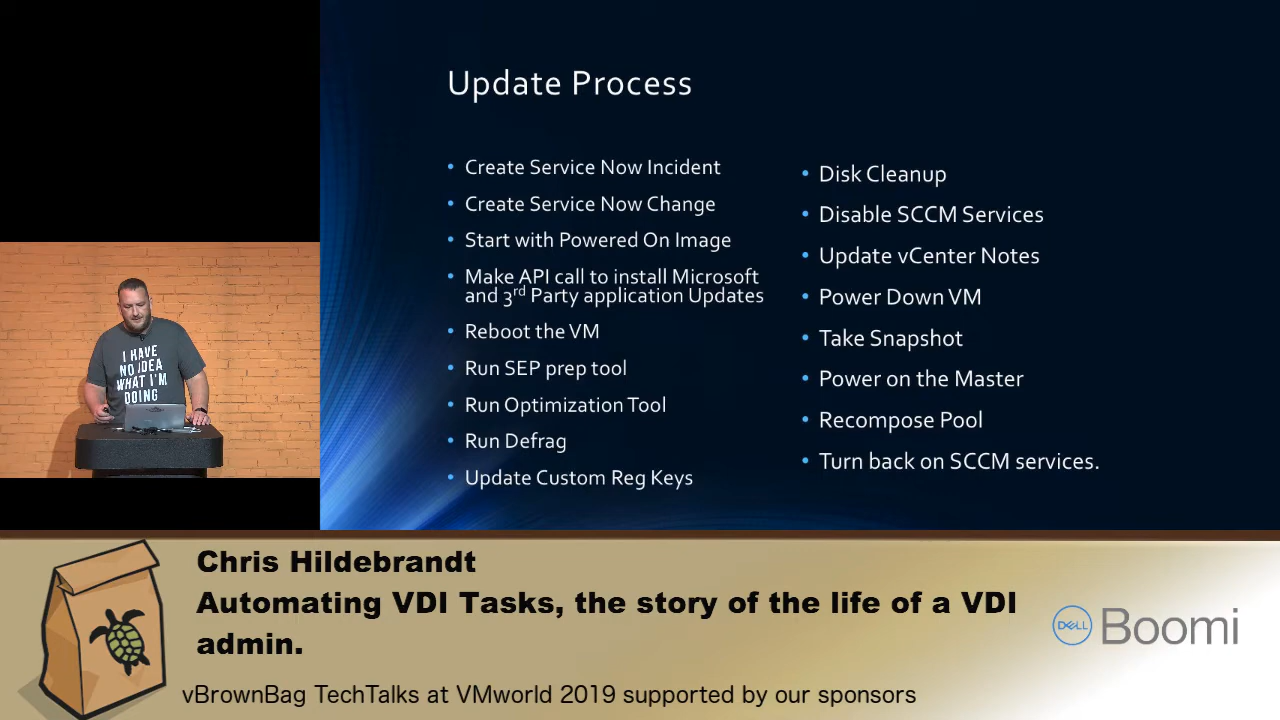 Update Process
• Create Service Now Incident
• Create Service Now Change
• Start with Powered On Image
• Make API call to install Microsoft
and 3rd Party application Updates
• Reboot the VM
• Run SEP prep tool
• Run Optimization Tool
• Run Defrag
• Update Custom Reg Keys
• Disk Cleanup
• Disable SCCM Services
• Update vCenter Notes
• Power Down VM
• Take Snapshot
• Power on the Master
• Recompose Pool
• Turn back on SCCM services.
I HAVE
NO IDEA
WHAT I'M
DOING
Chris Hildebrandt
Automating VDI Tasks, the story of the life of a VDI
admin.
DELL Boomi
vBrownBag TechTalks at VMworld 2019 supported by our sponsors